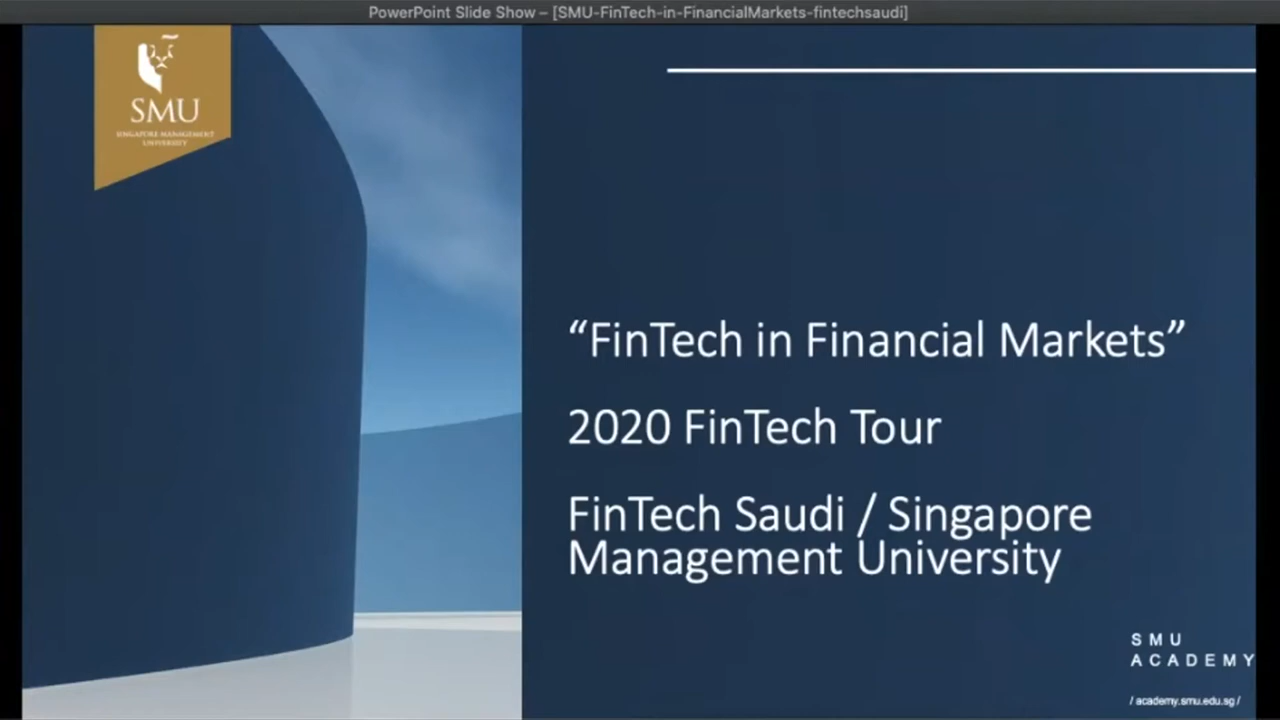 PowerPoint Slide Show – [SMU-FinTech-in-FinancialMarkets-fintechsaudi]
SMU
SINGAPORE MANAGEMENT
UNIVERSITY
“FinTech in Financial Markets”
2020 FinTech Tour
FinTech Saudi / Singapore
Management University
SMU
ACADEMY
/ academy.smu.edu.sg /